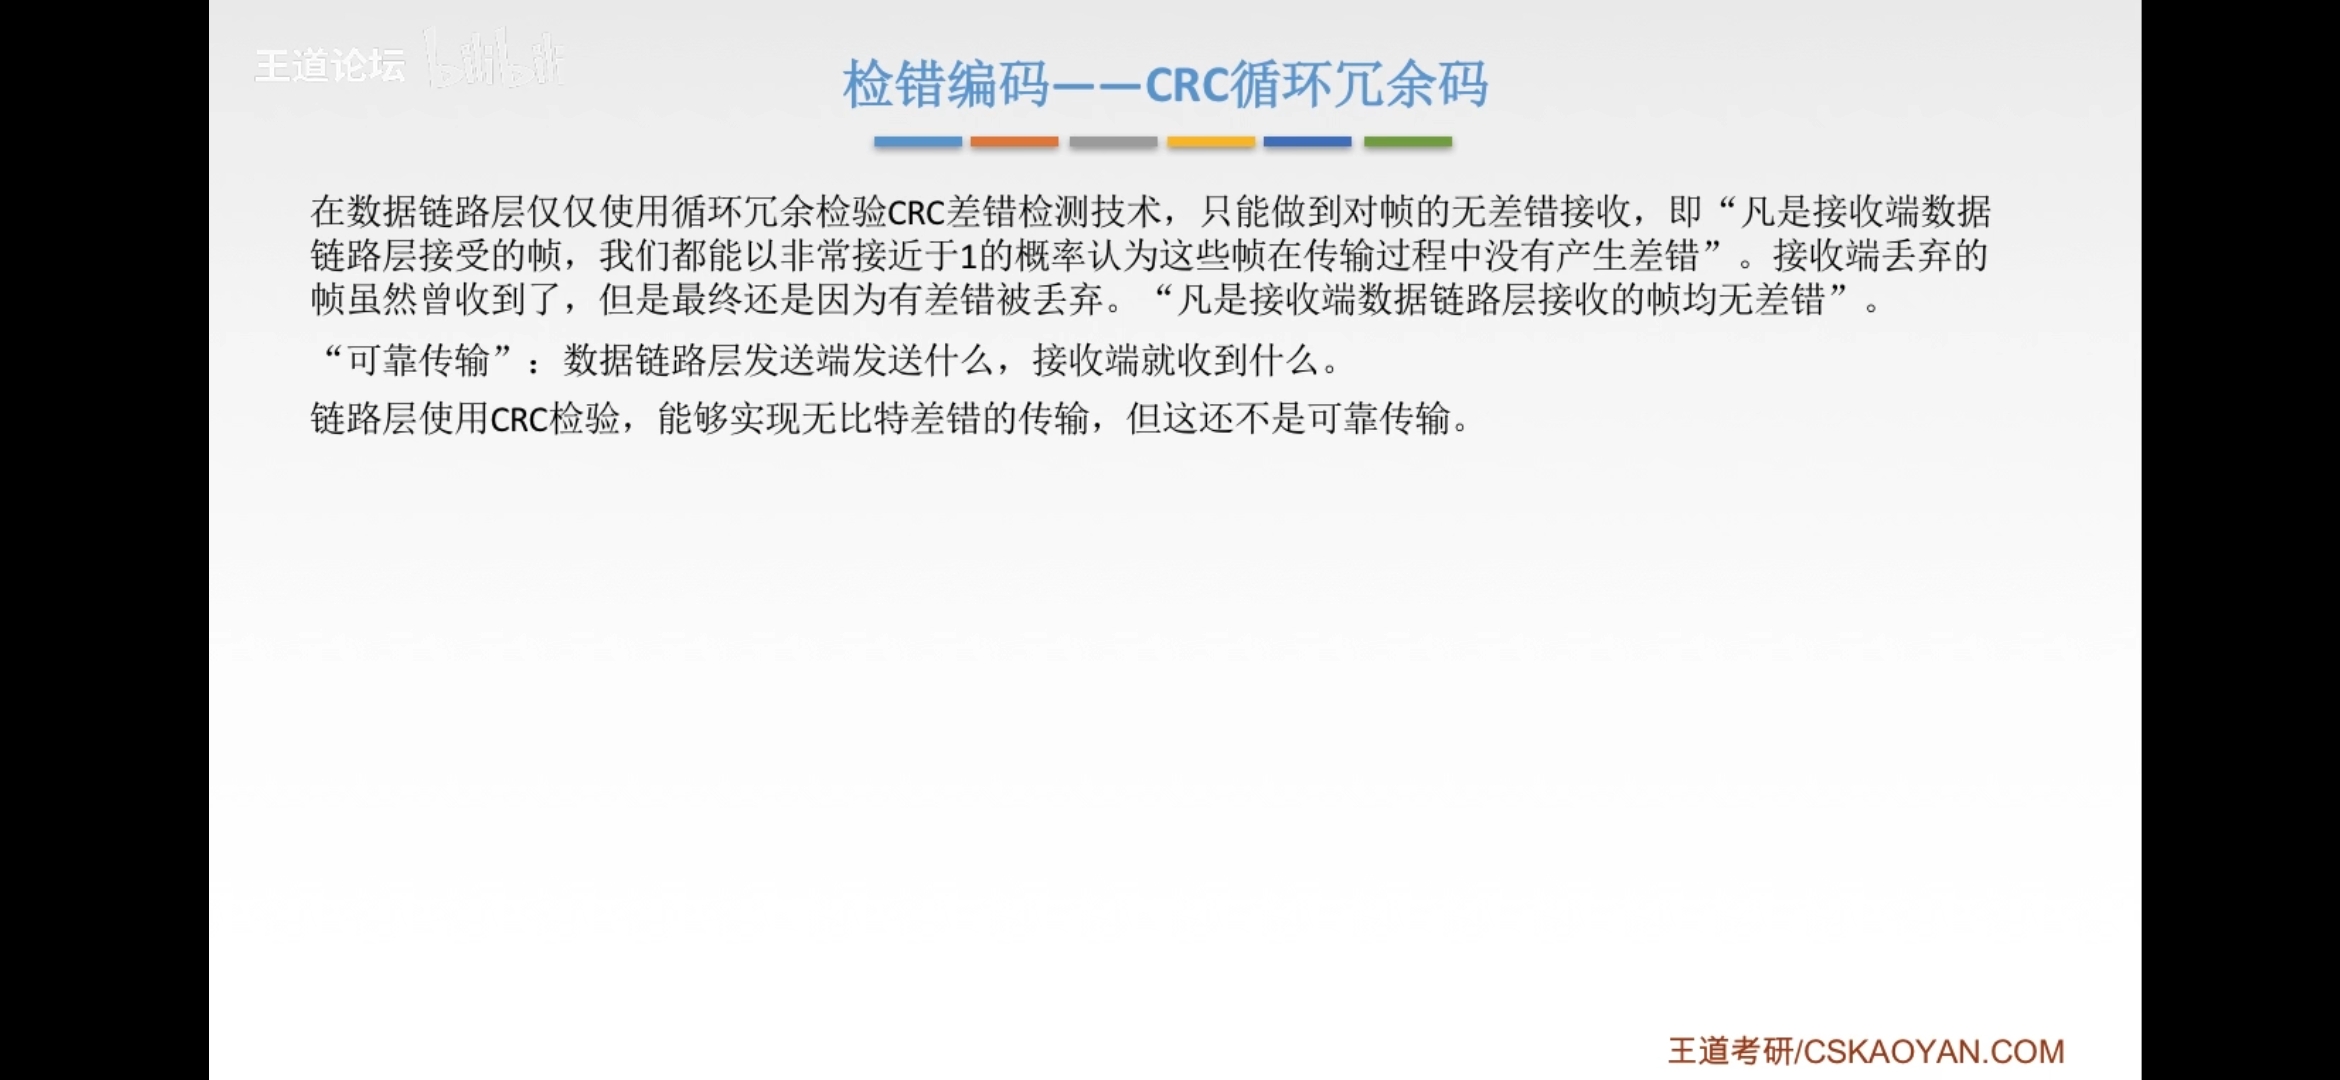 王道论坛 bilibili
检错编码——CRC循环冗余码
在数据链路层仅仅使用循环冗余检验CRC差错检测技术，只能做到对帧的无差错接收，即“凡是接收端数据
链路层接受的帧，我们都能以非常接近于1的概率认为这些帧在传输过程中没有产生差错”。接收端丢弃的
帧虽然曾收到了，但是最终还是因为有差错被丢弃。“凡是接收端数据链路层接收的帧均无差错”。
“可靠传输”：数据链路层发送端发送什么，接收端就收到什么。
链路层使用CRC检验，能够实现无比特差错的传输，但这还不是可靠传输。
王道考研/CSKAOYAN.COM